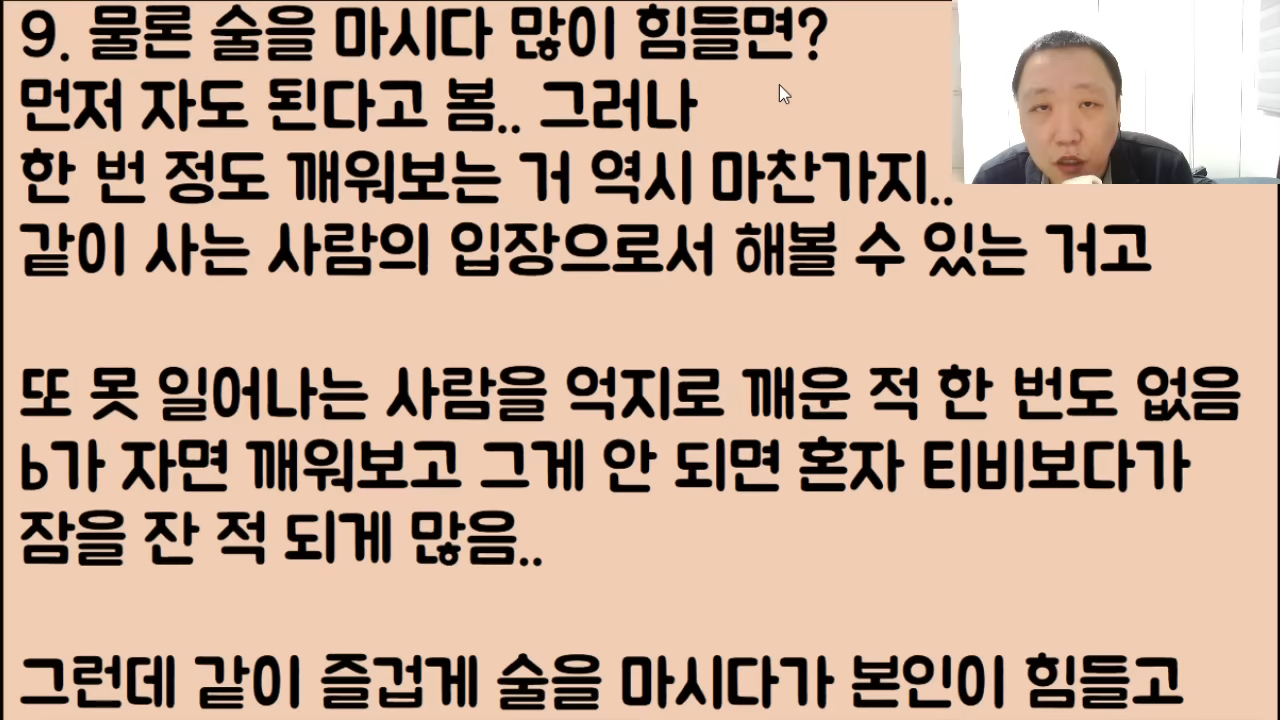 9. 물론 술을 마시다 많이 힘들면?
먼저 자도 된다고 봄.. 그러나
한 번 정도 깨워보는 거 역시 마찬가지..
같이 사는 사람의 입장으로서 해볼 수 있는 거고
또 못 일어나는 사람을 억지로 깨운 적 한 번도 없음
b가 자면 깨워보고 그게 안 되면 혼자 티비보다가
잠을 잔 적 되게 많음..
그런데 같이 즐겁게 술을 마시다가 본인이 힘들고